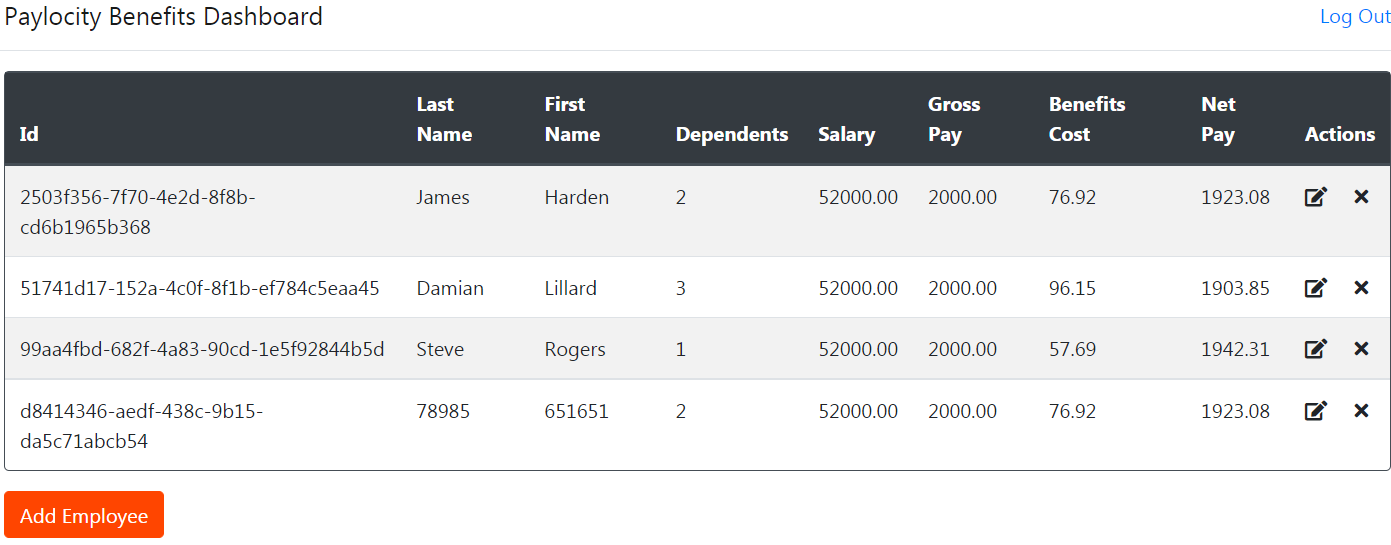 Paylocity Benefits Dashboard Log Out
Last First Gross Benefits Net
Id Name Name Dependents Salary Pay Cost Pay Actions
2503f356-7f70-4e2d-8f8b- James Harden 2 52000.00 2000.00 76.92 1923.08
cd6b1965b368
51741d17-152a-4c0f-8f1b-ef784c5eaa45 Damian Lillard 3 52000.00 2000.00 96.15 1903.85
99aa4fbd-682f-4a83-90cd-1e5f92844b5d Steve Rogers 1 52000.00 2000.00 57.69 1942.31
d8414346-aedf-438c-9b15- 78985 651651 2 52000.00 2000.00 76.92 1923.08
da5c71abcb54
Add Employee